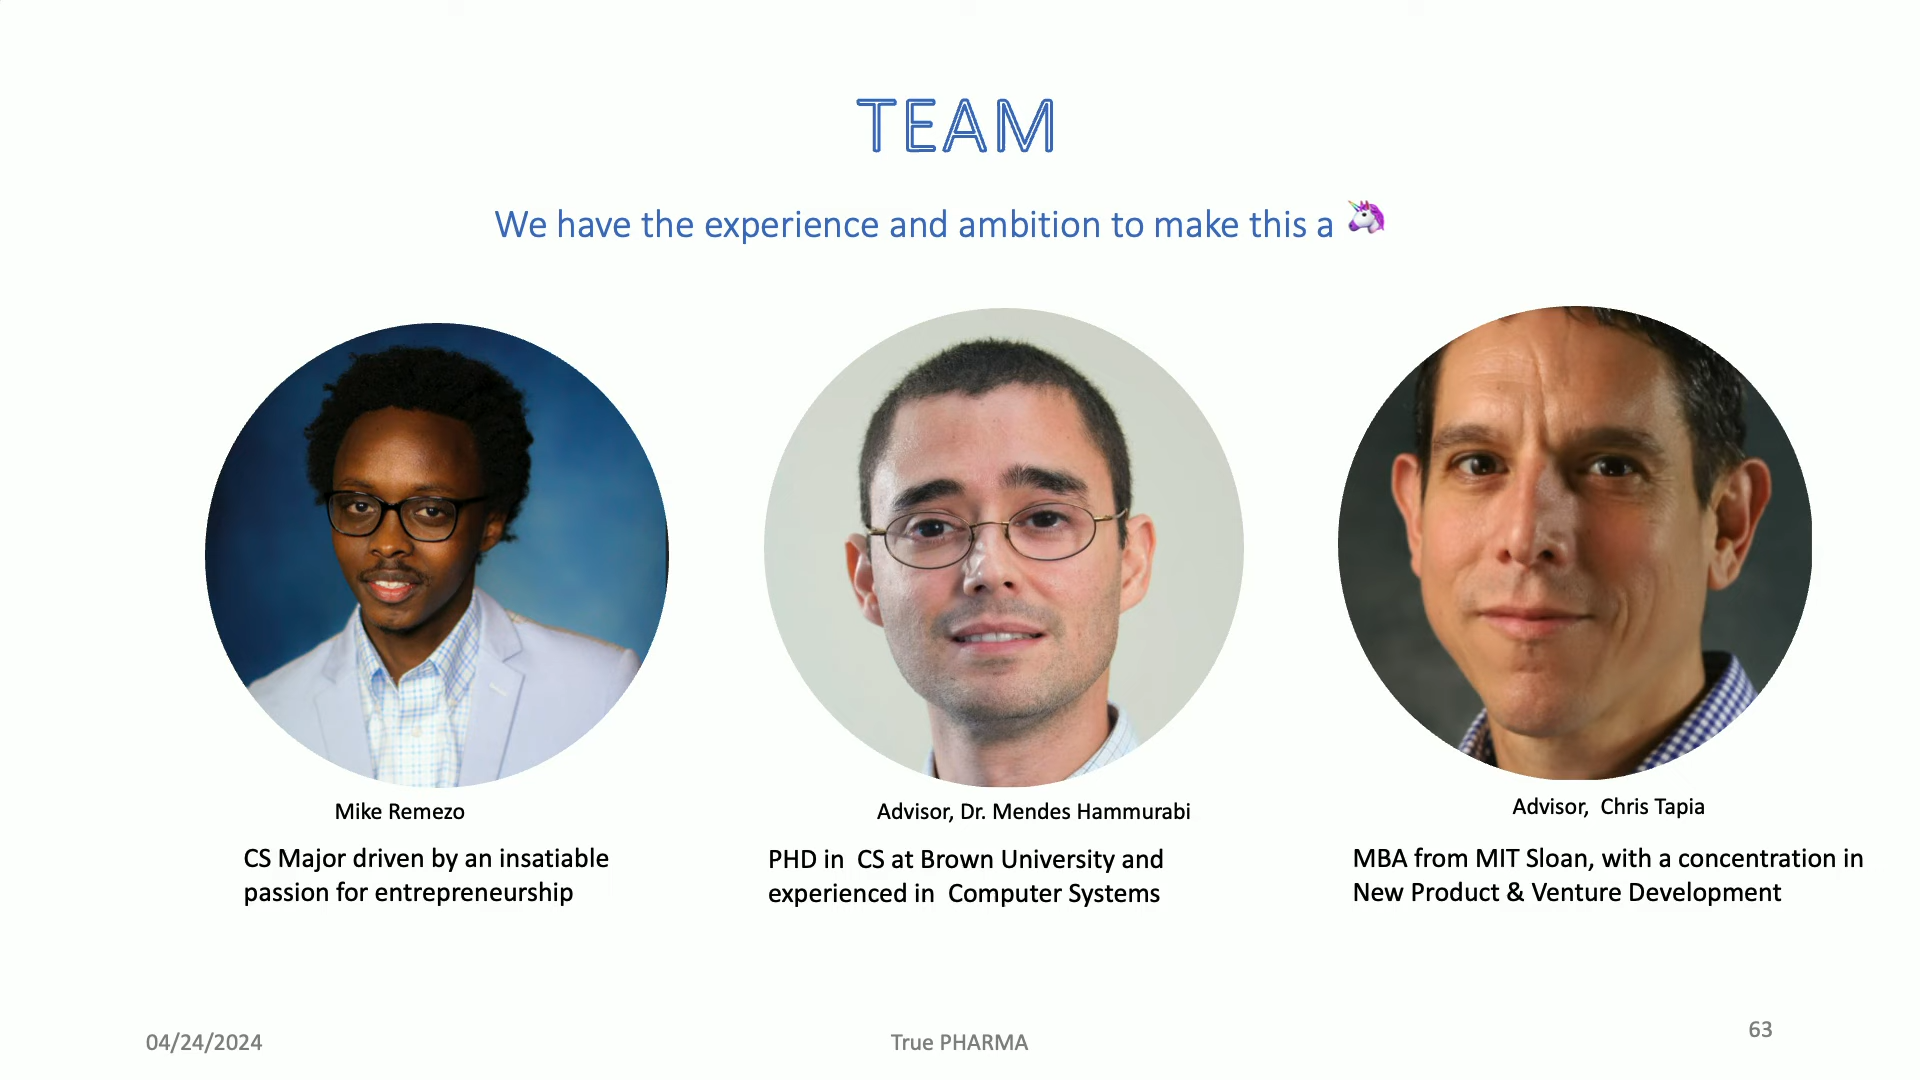 TEAM
We have the experience and ambition to make this a 🦄
Mike Remezo
CS Major driven by an insatiable
passion for entrepreneurship
Advisor, Dr. Mendes Hammurabi
PHD in  CS at Brown University and
experienced in  Computer Systems
Advisor,  Chris Tapia
MBA from MIT Sloan, with a concentration in
New Product & Venture Development
04/24/2024
True PHARMA
63